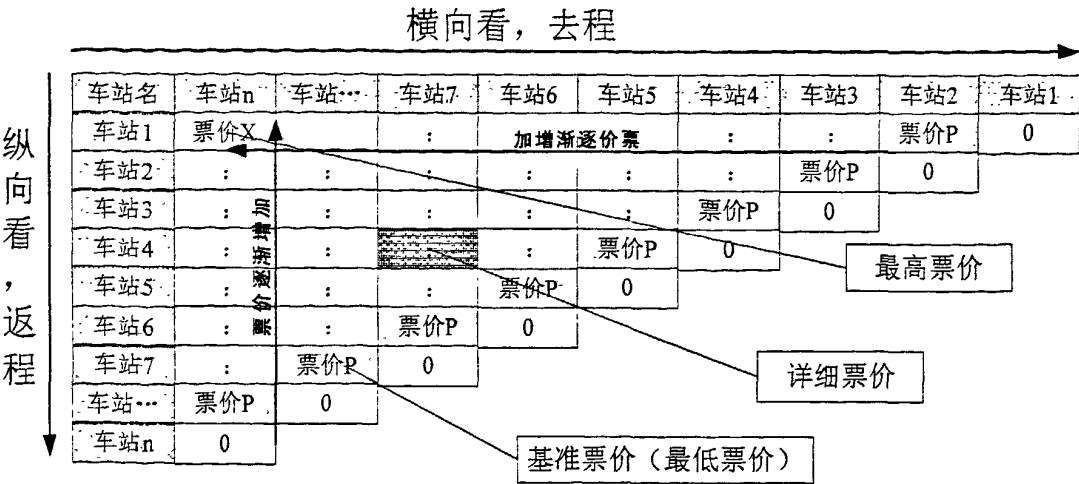 横向看，去程
纵向看，返程
车站名 车站n 车站… 车站7 车站6 车站5 车站4 车站3 车站2 车站1
车站1 票价X : 加增渐逐价票 : : 票价P 0
车站2 : : : : : : 票价P 0
车站3 : : : : : 票价P 0
车站4 : : : : 票价P 0
车站5 : : : 票价P 0
车站6 : : 票价P 0
车站7 : 票价P 0
车站… 票价P 0
车站n 0
票价逐渐增加
最高票价
详细票价
基准票价（最低票价）